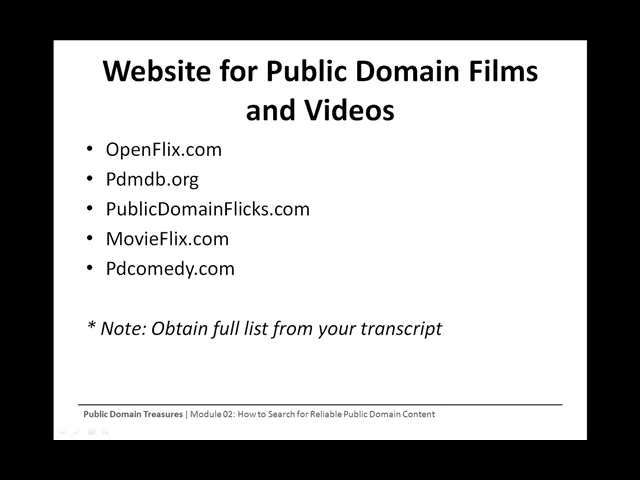 Website for Public Domain Films
and Videos
• OpenFlix.com
• Pdmdb.org
• PublicDomainFlicks.com
• MovieFlix.com
• Pdcomedy.com
* Note: Obtain full list from your transcript
Public Domain Treasures | Module 02: How to Search for Reliable Public Domain Content